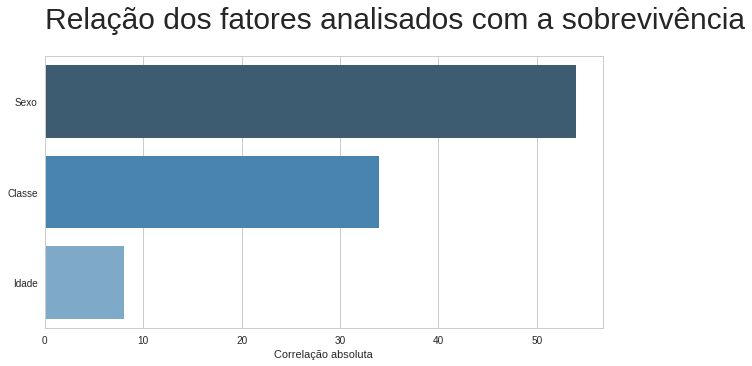 Relação dos fatores analisados com a sobrevivência
Sexo
Classe
Idade
0 10 20 30 40 50
Correlação absoluta